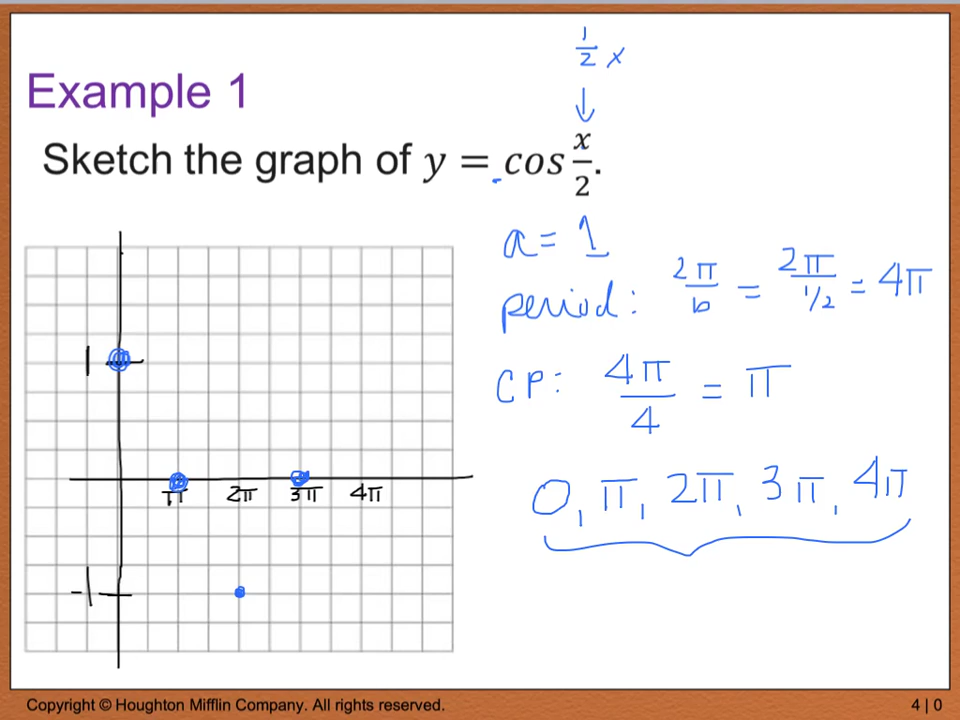 1/2 x
↓
Example 1
Sketch the graph of y = cos x/2.
a = 1
period: 2π/b = 2π/1/2 = 4π
CP: 4π/4 = π
0, π, 2π, 3π, 4π
1
π 2π 3π 4π
-1
Copyright © Houghton Mifflin Company. All rights reserved.
4 | 0